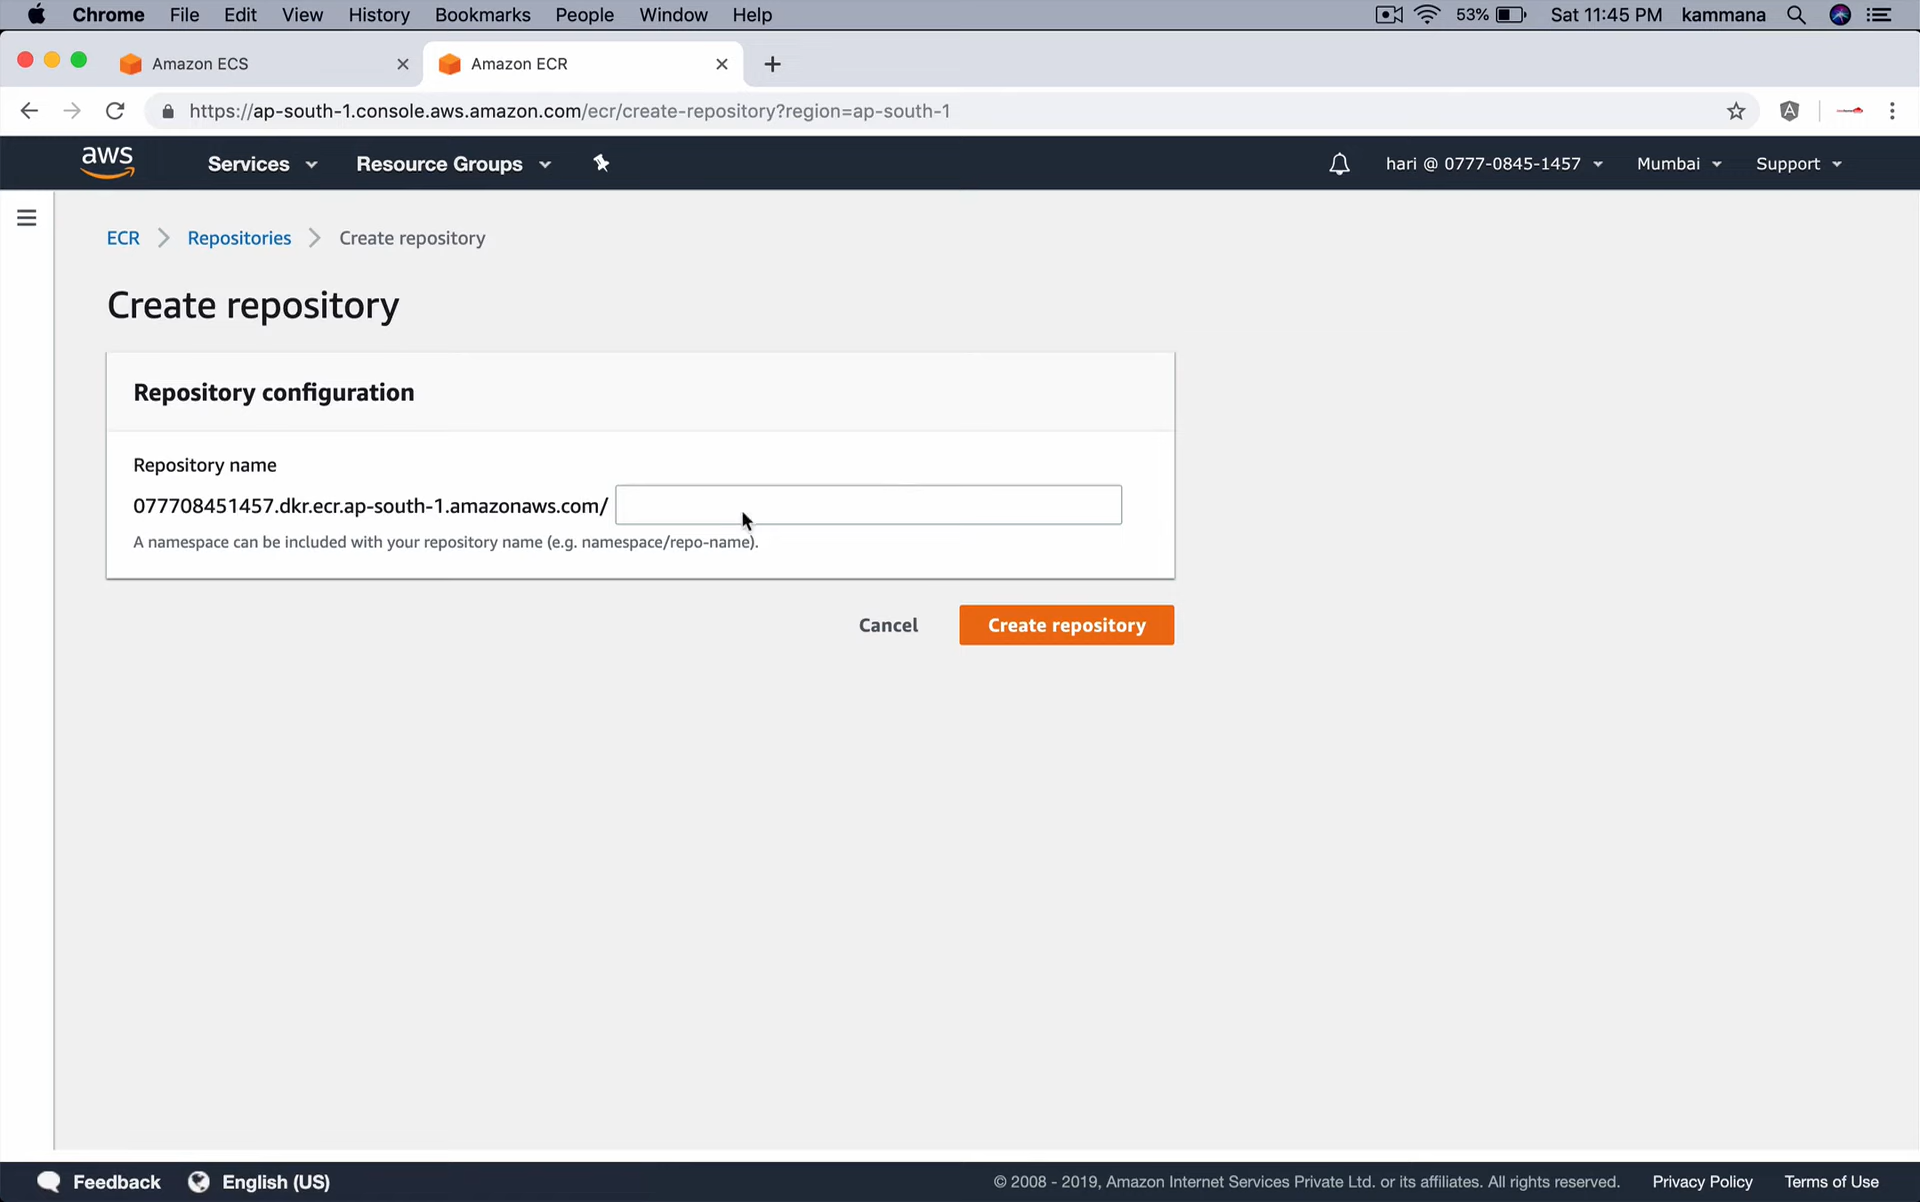 Chrome File Edit View History Bookmarks People Window Help 53% Sat 11:45 PM kammana
Amazon ECS Amazon ECR
https://ap-south-1.console.aws.amazon.com/ecr/create-repository?region=ap-south-1
aws Services Resource Groups hari @ 0777-0845-1457 Mumbai Support
ECR Repositories Create repository
Create repository
Repository configuration
Repository name
077708451457.dkr.ecr.ap-south-1.amazonaws.com/
A namespace can be included with your repository name (e.g. namespace/repo-name).
Cancel Create repository
Feedback English (US) © 2008 - 2019, Amazon Internet Services Private Ltd. or its affiliates. All rights reserved. Privacy Policy Terms of Use